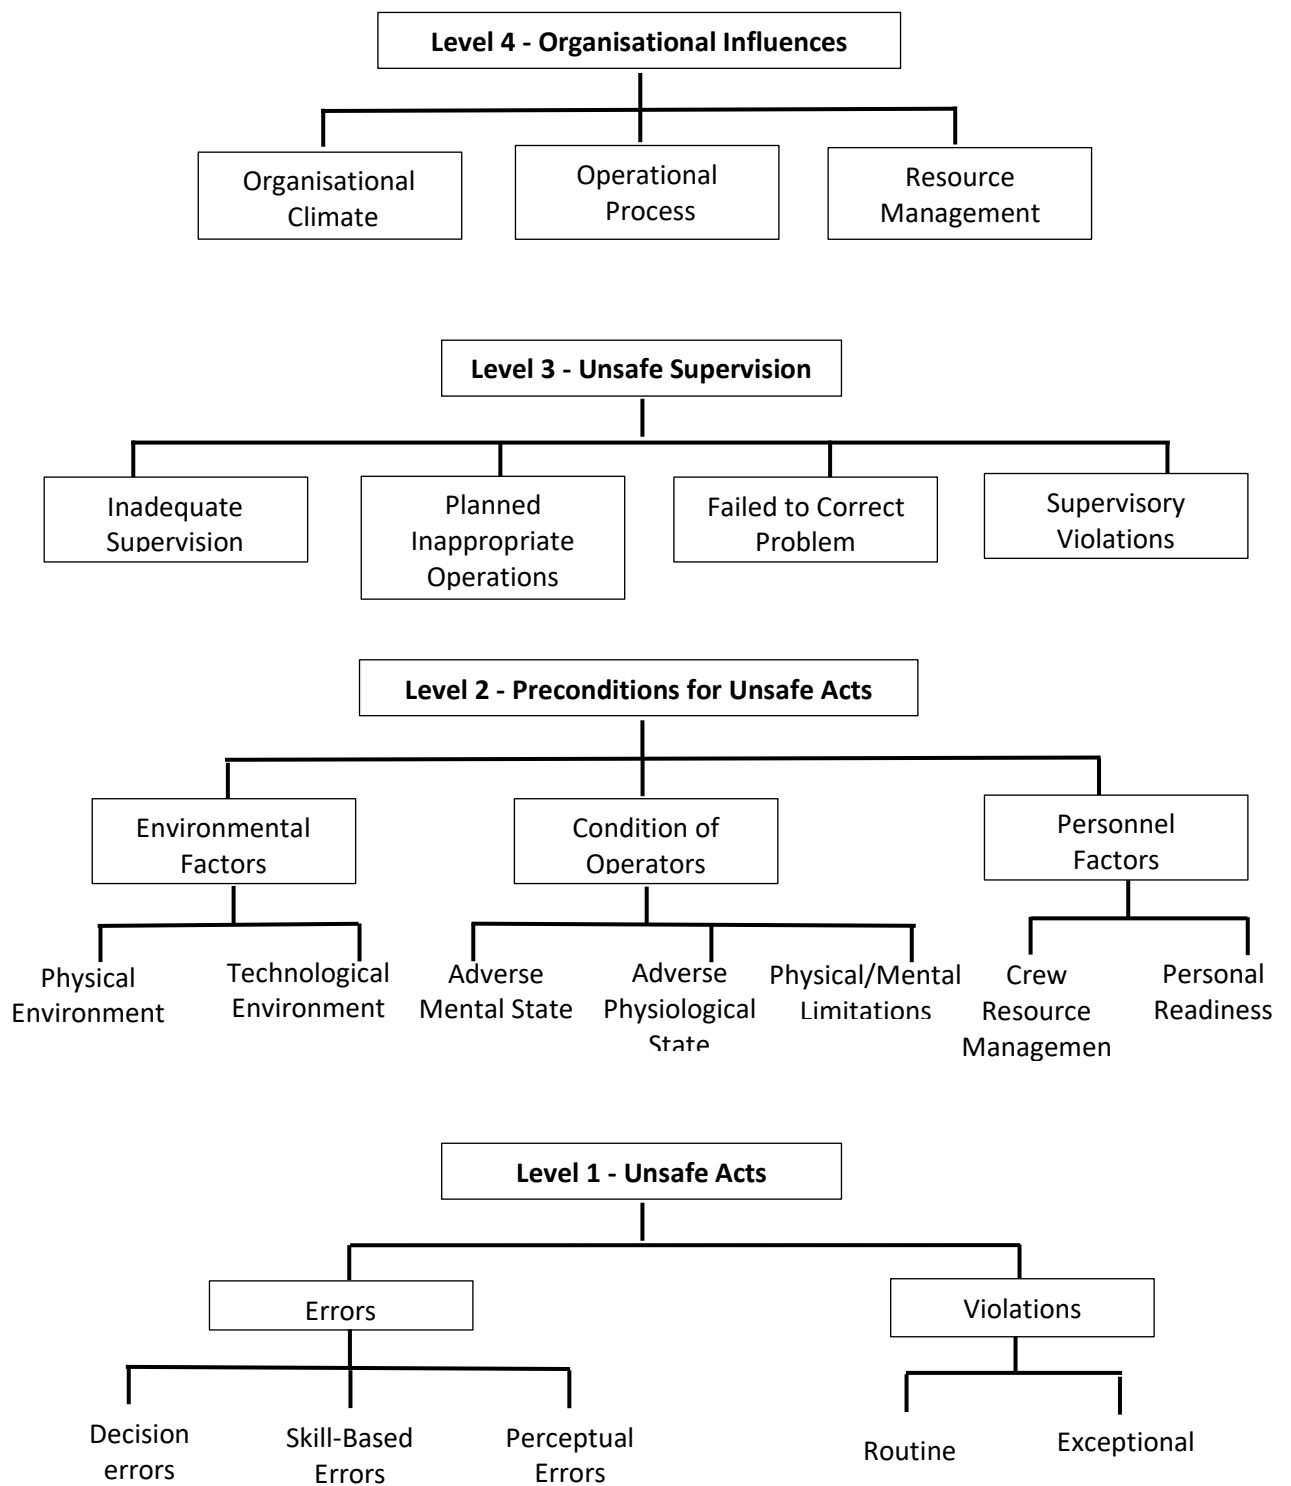 Level 4 - Organisational Influences
Organisational
Climate
Operational
Process
Resource
Management
Level 3 - Unsafe Supervision
Inadequate
Supervision
Planned
Inappropriate
Operations
Failed to Correct
Problem
Supervisory
Violations
Level 2 - Preconditions for Unsafe Acts
Environmental
Factors
Condition of
Operators
Personnel
Factors
Physical
Environment
Technological
Environment
Adverse
Mental State
Adverse
Physiological
State
Physical/Mental
Limitations
Crew
Resource
Managemen
Personal
Readiness
Level 1 - Unsafe Acts
Errors
Violations
Decision
errors
Skill-Based
Errors
Perceptual
Errors
Routine
Exceptional